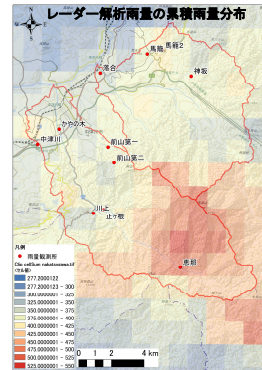 レーダー解析雨量の累積雨量分布
馬籠 馬籠2
落合
神坂
かやの木
中津川
前山第一
前山第二
川上
止ヶ根
恵那
凡例
雨量観測所
<セル値>
277.2000122
277.2000123 - 300
300.0000001 - 325
325.0000001 - 350
350.0000001 - 375
375.0000001 - 400
400.0000001 - 425
425.0000001 - 450
450.0000001 - 475
475.0000001 - 500
500.0000001 - 525
525.0000001 - 550
0 1 2 4 km